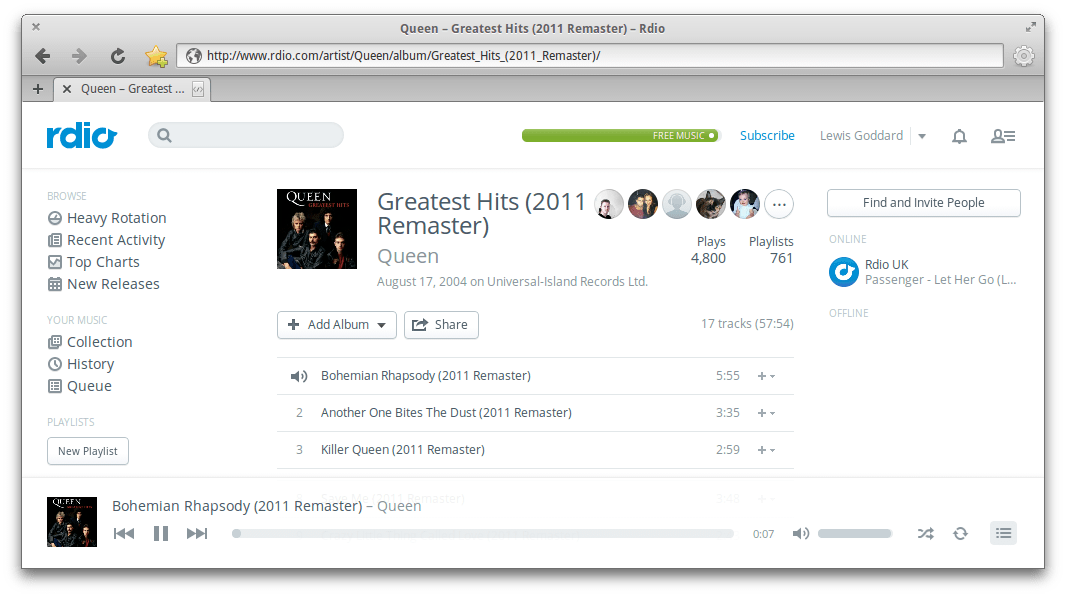 Queen – Greatest Hits (2011 Remaster) – Rdio
http://www.rdio.com/artist/Queen/album/Greatest_Hits_(2011_Remaster)/
Queen – Greatest ...
rdio
FREE MUSIC
Subscribe
Lewis Goddard
BROWSE
Heavy Rotation
Recent Activity
Top Charts
New Releases
YOUR MUSIC
Collection
History
Queue
PLAYLISTS
New Playlist
QUEEN
GREATEST HITS
Greatest Hits (2011
Remaster)
Queen
August 17, 2004 on Universal-Island Records Ltd.
Plays
4,800
Playlists
761
Add Album
Share
17 tracks (57:54)
Bohemian Rhapsody (2011 Remaster) 5:55
2 Another One Bites The Dust (2011 Remaster) 3:35
3 Killer Queen (2011 Remaster) 2:59
Find and Invite People
ONLINE
Rdio UK
Passenger - Let Her Go (L...
OFFLINE
QUEEN
Bohemian Rhapsody (2011 Remaster) – Queen
0:07